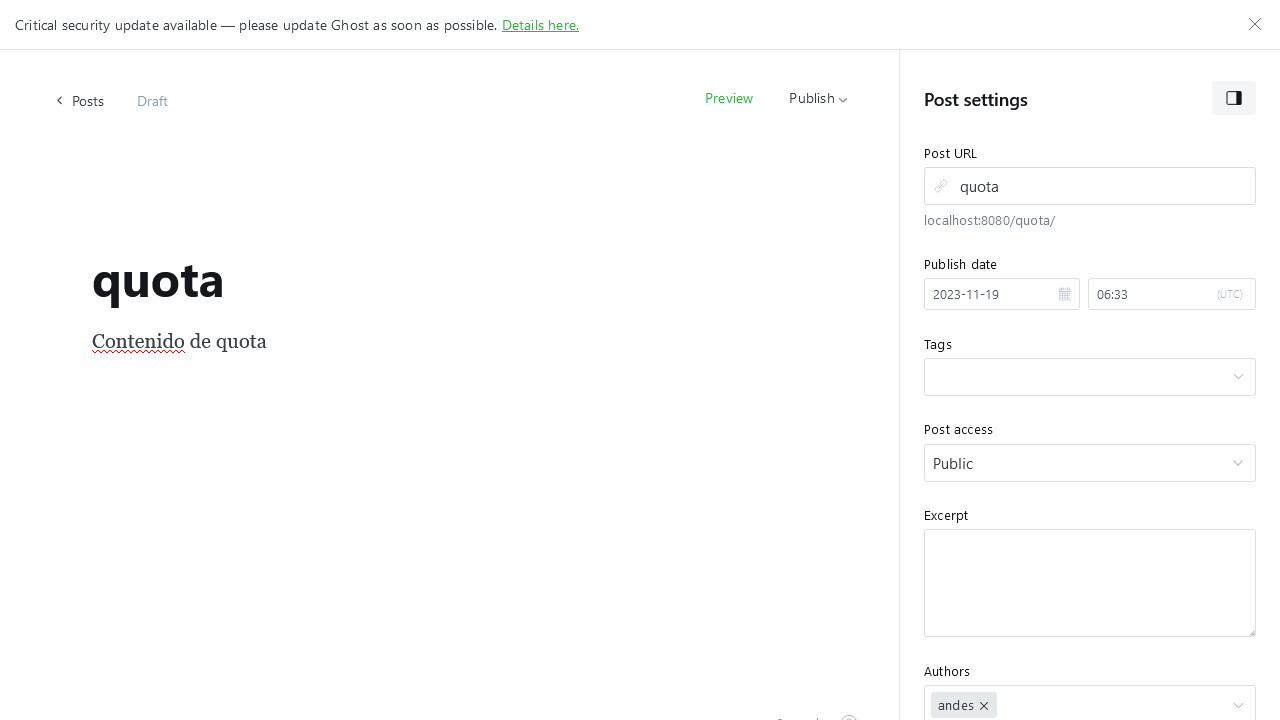 Critical security update available — please update Ghost as soon as possible. Details here.
Posts
Draft
Preview
Publish
quota
Contenido de quota
Post settings
Post URL
quota
localhost:8080/quota/
Publish date
2023-11-19
06:33
(UTC)
Tags
Post access
Public
Excerpt
Authors
andes